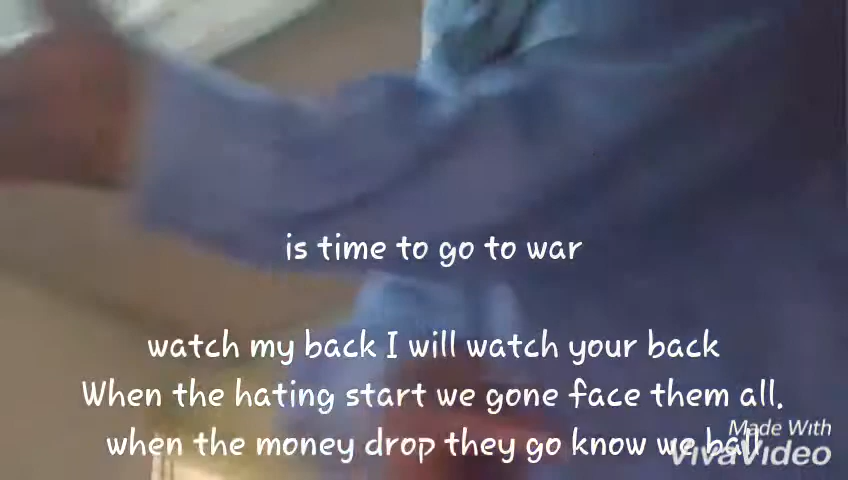 is time to go to war
watch my back I will watch your back
When the hating start we gone face them all.
when the money drop they go know we ball
Made With
VivaVideo